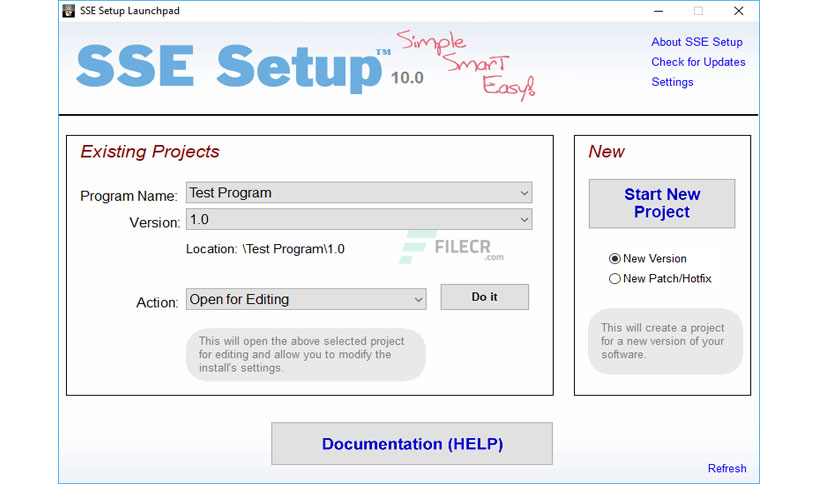 SSE Setup Launchpad
SSE Setup™ 10.0
Simple
Smart
Easy!
About SSE Setup
Check for Updates
Settings
Existing Projects
Program Name: Test Program
Version: 1.0
Location: \Test Program\1.0
FILECR
.com
Action: Open for Editing
Do it
This will open the above selected project
for editing and allow you to modify the
install's settings.
New
Start New
Project
New Version
New Patch/Hotfix
This will create a project
for a new version of your
software.
Documentation (HELP)
Refresh